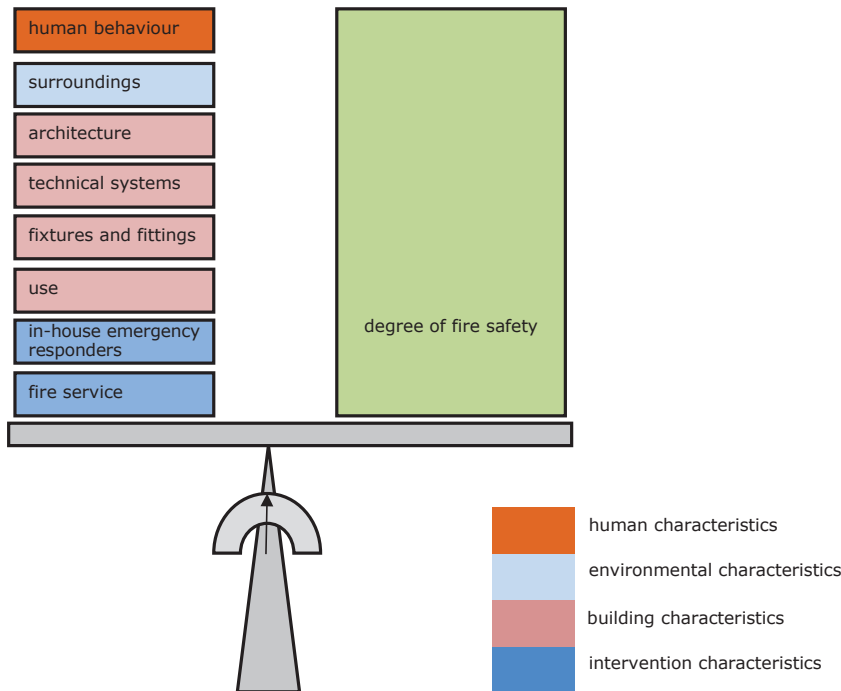 human behaviour
surroundings
architecture
technical systems
fixtures and fittings
use
in-house emergency
responders
fire service
degree of fire safety
human characteristics
environmental characteristics
building characteristics
intervention characteristics